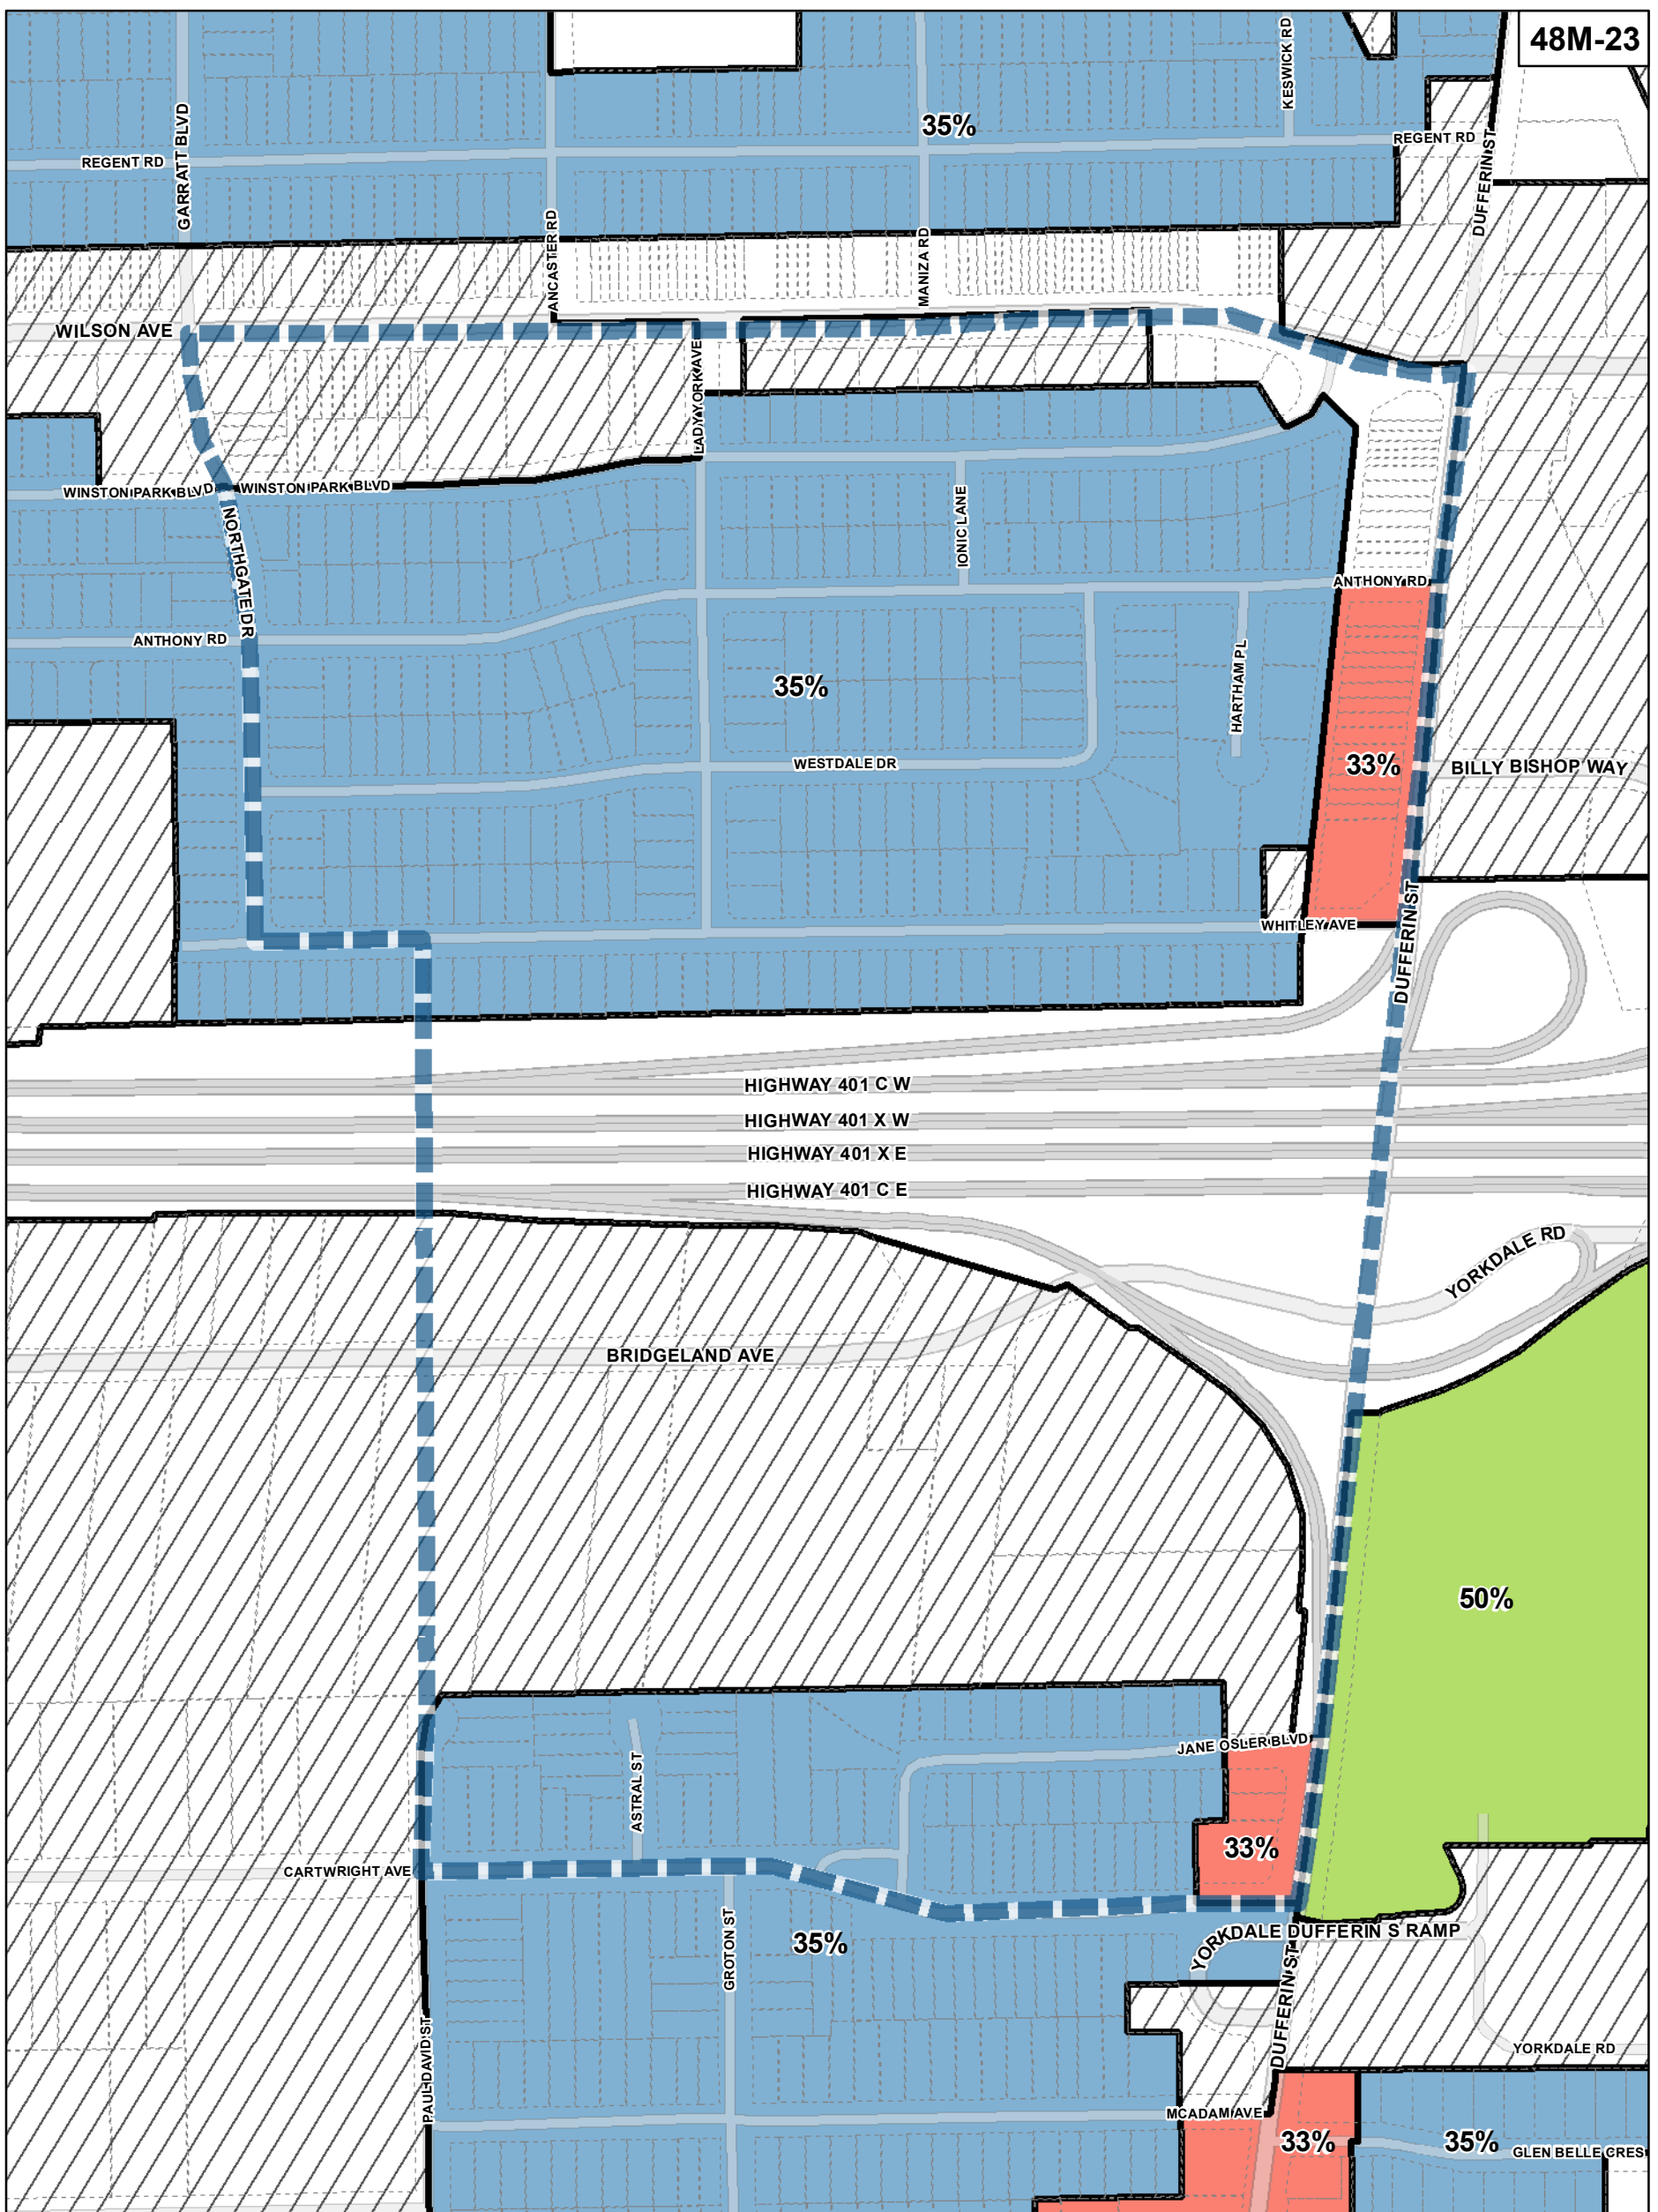 48M-23
KESWICK RD
GARRATT BLVD
35%
REGENT RD
REGENT RD
DUFFERIN ST
ANCASTER RD
MANIZA RD
WILSON AVE
LADY YORK AVE
WINSTON PARK BLVD
WINSTON PARK BLVD
IONIC LANE
NORTHGATE DR
ANTHONY RD
ANTHONY RD
HARTHAM PL
35%
WESTDALE DR
33%
BILLY BISHOP WAY
WHITLEY AVE
DUFFERIN ST
HIGHWAY 401 C W
HIGHWAY 401 X W
HIGHWAY 401 X E
HIGHWAY 401 C E
YORKDALE RD
BRIDGELAND AVE
50%
JANE OSLER BLVD
ASTRAL ST
33%
CARTWRIGHT AVE
GROTON ST
35%
YORKDALE DUFFERIN S RAMP
DUFFERIN ST
YORKDALE RD
PAUL DAVID ST
MCADAM AVE
33%
35%
GLEN BELLE CRES